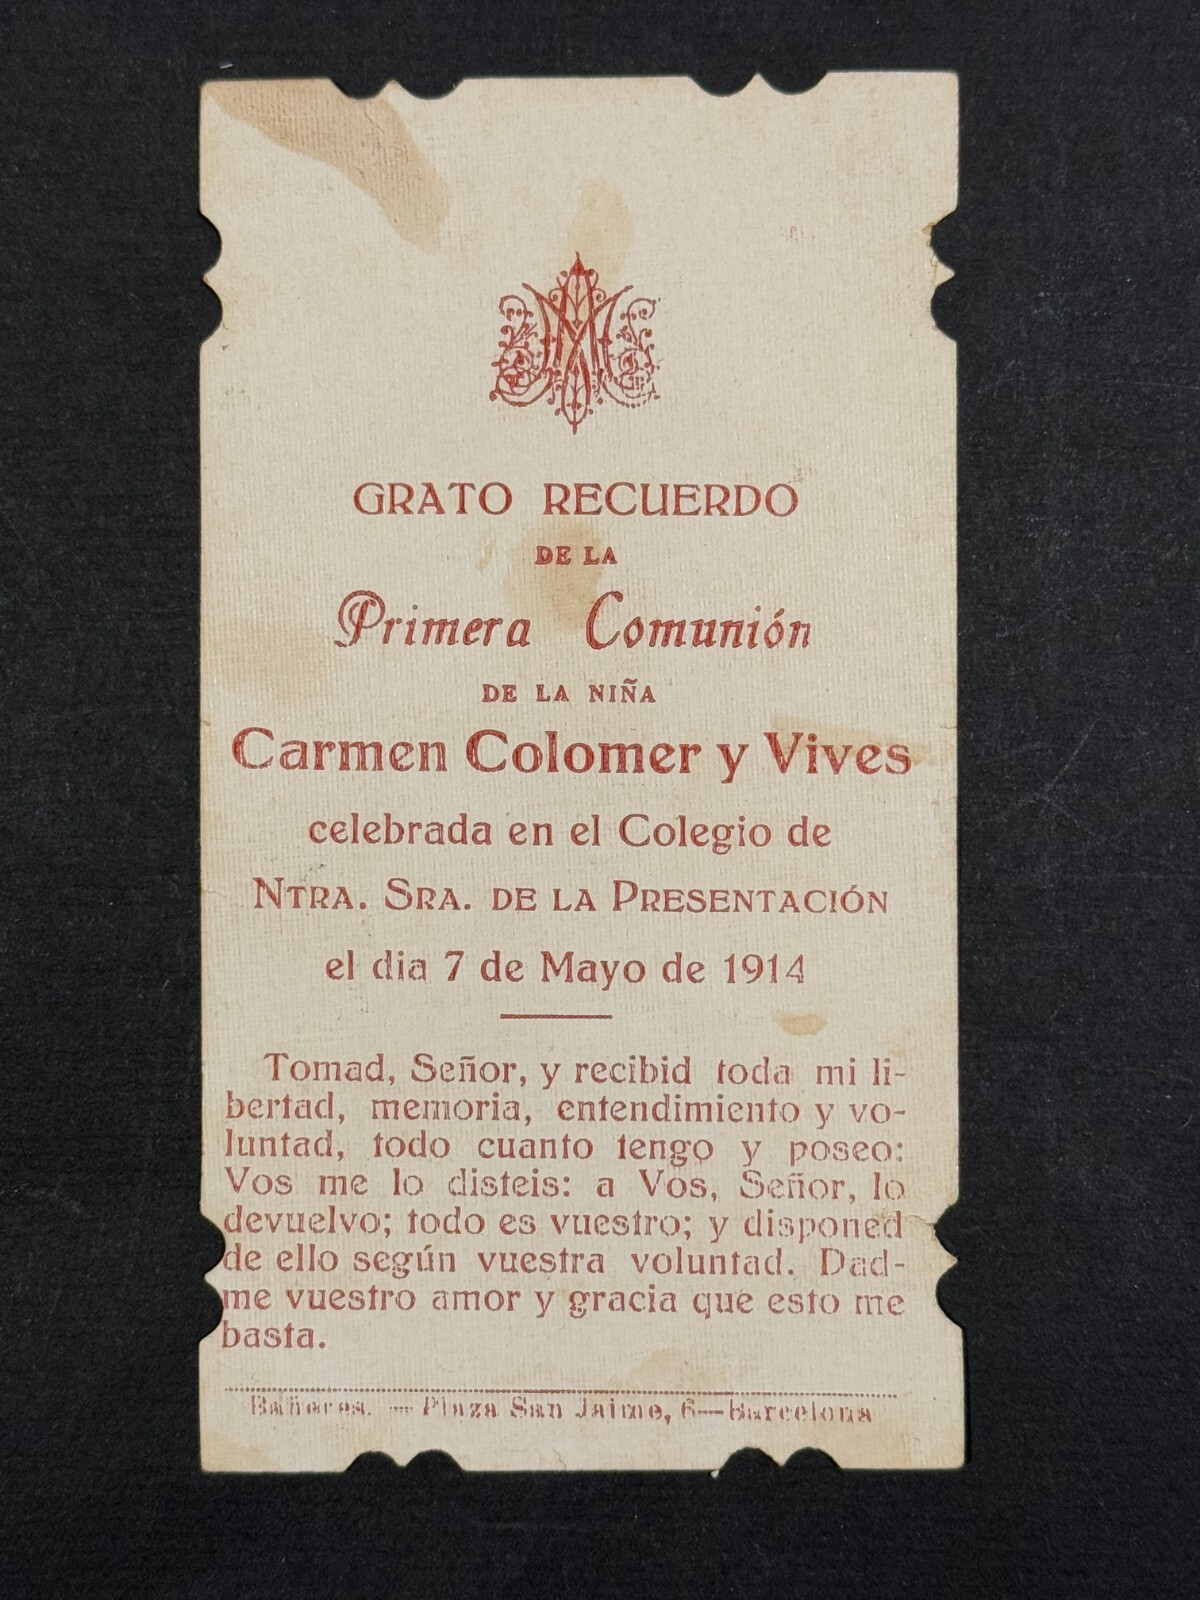 GRATO RECUERDO
DE LA
Primera Comunión
DE LA NIÑA
Carmen Colomer y Vives
celebrada en el Colegio de
NTRA. SRA. DE LA PRESENTACIÓN
el dia 7 de Mayo de 1914
Tomad, Señor, y recibid toda mi li-
bertad, memoria, entendimiento y vo-
luntad, todo cuanto tengo y poseo:
Vos me lo disteis: a Vos, Señor, lo
devuelvo; todo es vuestro; y disponed
de ello según vuestra voluntad. Dad-
me vuestro amor y gracia que esto me
basta.
Bañeres. — Plaza San Jaime, 6—Barcelona